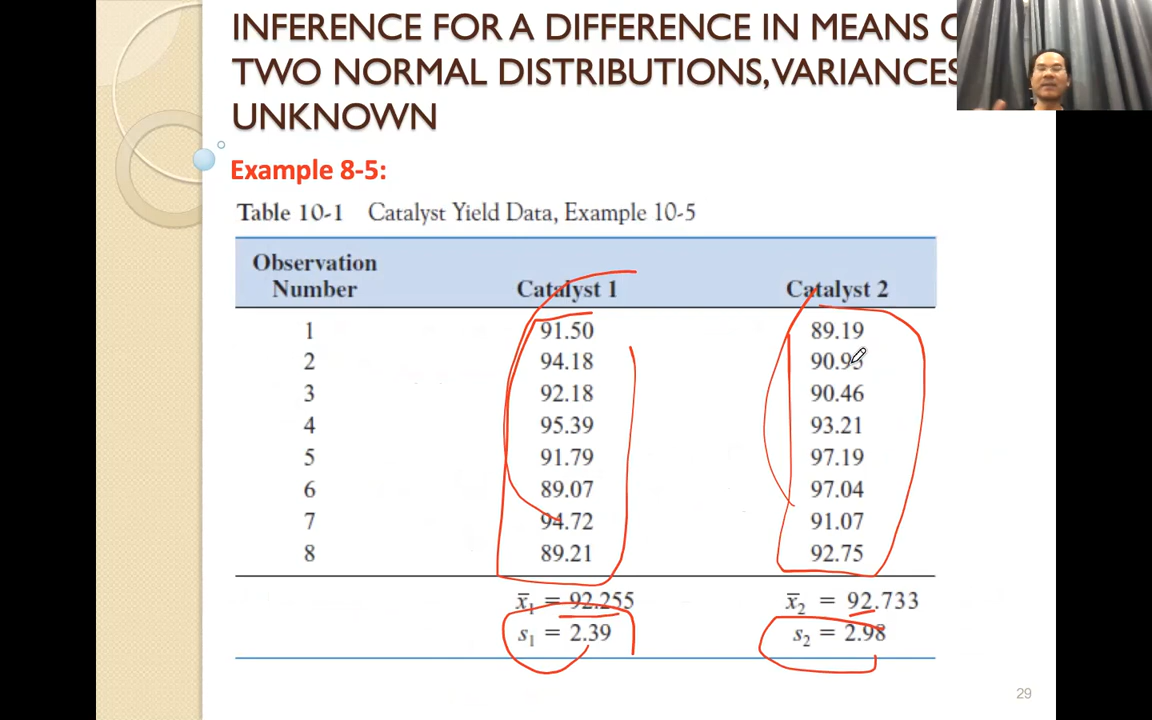 INFERENCE FOR A DIFFERENCE IN MEANS
TWO NORMAL DISTRIBUTIONS, VARIANCES
UNKNOWN
Example 8-5:
Table 10-1 Catalyst Yield Data, Example 10-5
Observation
Number Catalyst 1 Catalyst 2
1 91.50 89.19
2 94.18 90.95
3 92.18 90.46
4 95.39 93.21
5 91.79 97.19
6 89.07 97.04
7 94.72 91.07
8 89.21 92.75
x̄₁ = 92.255 x̄₂ = 92.733
s₁ = 2.39 s₂ = 2.98
29